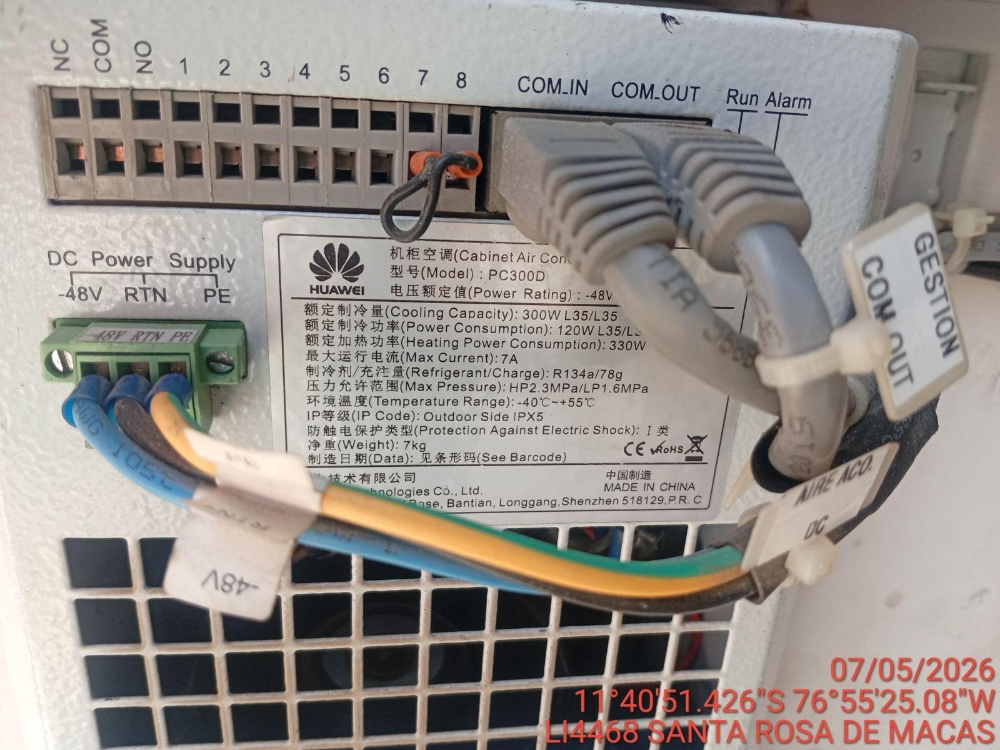 NC COM NO 1 2 3 4 5 6 7 8
COM_IN COM_OUT Run Alarm
DC Power Supply
-48V RTN PE
-48V RTN PE
HUAWEI
机柜空调(Cabinet Air
型号(Model) : PC300D
电压额定值(Power Rating) : -48V
额定制冷量(Cooling Capacity): 300W L35/L35
额定制冷功率(Power Consumption): 120W L35/
额定加热功率(Heating Power Consumption): 330W
最大运行电流(Max Current): 7A
制冷剂/充注量(Refrigerant/Charge): R134a/78g
压力允许范围(Max Pressure): HP2.3MPa/LP1.6MPa
环境温度(Temperature Range): -40℃~+55℃
IP等级(IP Code): Outdoor Side IPX5
防触电保护类型(Protection Against Electric Shock): I 类
净重(Weight): 7kg
制造日期(Data): 见条形码(See Barcode)
CE RoHS
技术有限公司
Co., Ltd.
Base, Bantian, Longgang,Shenzhen 518129,P.R. C
中国制造
MADE IN CHINA
TIA
GESTION
COM OUT
AIRE ACO.
DC
AWG
105
PE
RTN
-48V
07/05/2026
11°40'51.426"S 76°55'25.08"W
LI4468 SANTA ROSA DE MACAS